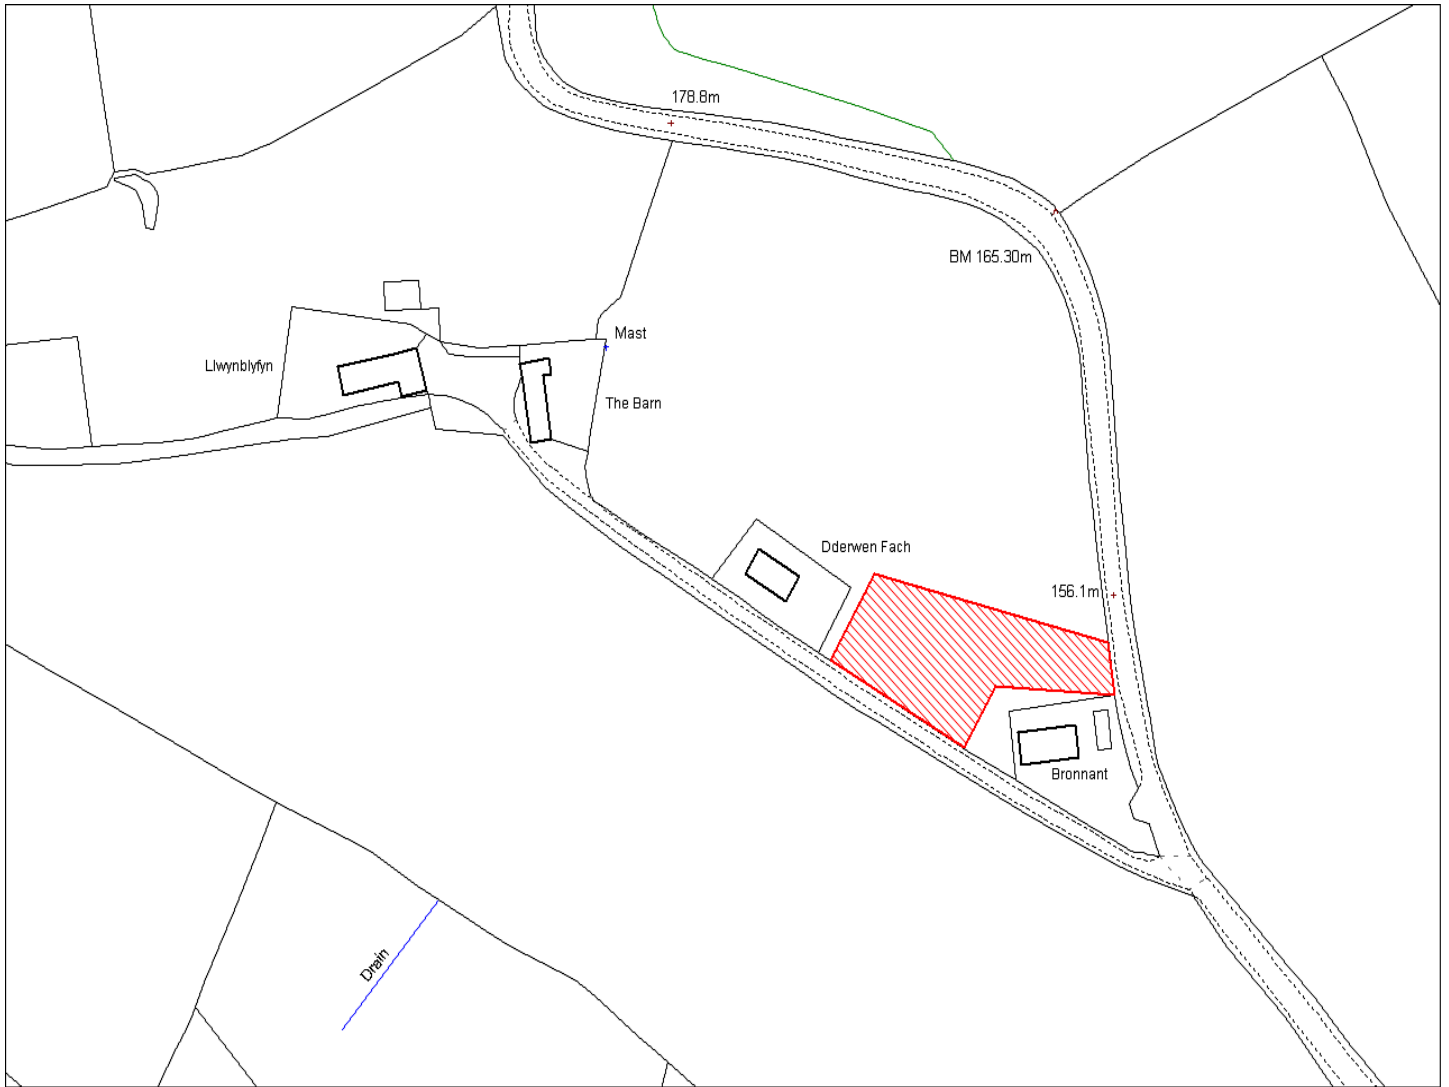 178.8m
BM 165.30m
Mast
Llwynblyfyn
The Barn
Dderwen Fach
156.1m
Bronnant
Drain